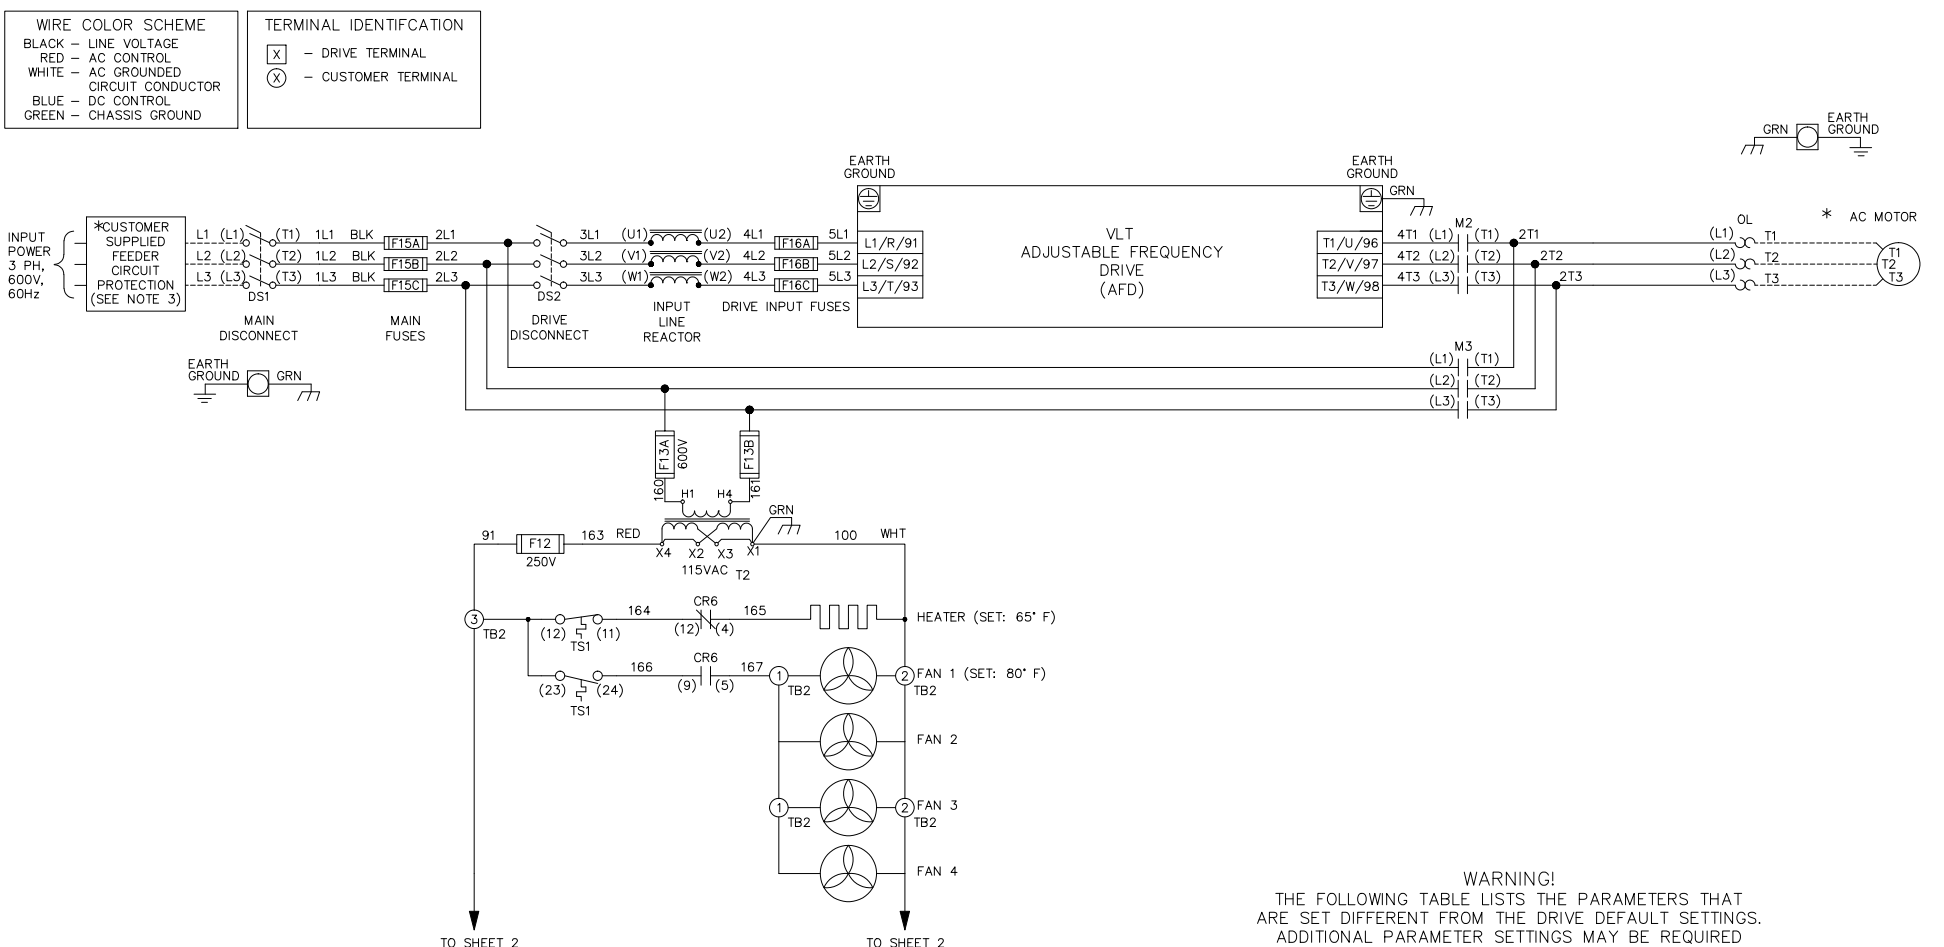 WIRE COLOR SCHEME
BLACK – LINE VOLTAGE
RED – AC CONTROL
WHITE – AC GROUNDED
CIRCUIT CONDUCTOR
BLUE – DC CONTROL
GREEN – CHASSIS GROUND
TERMINAL IDENTIFCATION
X – DRIVE TERMINAL
X – CUSTOMER TERMINAL
GRN
EARTH
GROUND
INPUT
POWER
3 PH,
600V,
60Hz
*CUSTOMER
SUPPLIED
FEEDER
CIRCUIT
PROTECTION
(SEE NOTE 3)
L1 (L1) (T1) 1L1 BLK F15A 2L1
L2 (L2) (T2) 1L2 BLK F15B 2L2
L3 (L3) (T3) 1L3 BLK F15C 2L3
DS1
MAIN
DISCONNECT
MAIN
FUSES
3L1 (U1) (U2) 4L1 F16A 5L1
3L2 (V1) (V2) 4L2 F16B 5L2
3L3 (W1) (W2) 4L3 F16C 5L3
DS2
DRIVE
DISCONNECT
INPUT
LINE
REACTOR
DRIVE INPUT FUSES
EARTH
GROUND
L1/R/91
L2/S/92
L3/T/93
VLT
ADJUSTABLE FREQUENCY
DRIVE
(AFD)
EARTH
GROUND
GRN
T1/U/96
T2/V/97
T3/W/98
M2
4T1 (L1) (T1) 2T1
4T2 (L2) (T2) 2T2
4T3 (L3) (T3) 2T3
OL
(L1) T1
(L2) T2
(L3) T3
* AC MOTOR
T1
T2
T3
M3
(L1) (T1)
(L2) (T2)
(L3) (T3)
EARTH
GROUND
GRN
F13A
600V
F13B
160
161
H1 H4
GRN
91 F12 163 RED
250V
X4 X2 X3 X1
100 WHT
115VAC T2
3
TB2
(12) (11) 164
TS1
CR6
(12) (4) 165
HEATER (SET: 65° F)
(23) (24) 166
TS1
CR6
(9) (5) 167
1
TB2
2
TB2
FAN 1 (SET: 80° F)
FAN 2
1
TB2
2
TB2
FAN 3
FAN 4
TO SHEET 2
TO SHEET 2
WARNING!
THE FOLLOWING TABLE LISTS THE PARAMETERS THAT
ARE SET DIFFERENT FROM THE DRIVE DEFAULT SETTINGS.
ADDITIONAL PARAMETER SETTINGS MAY BE REQUIRED